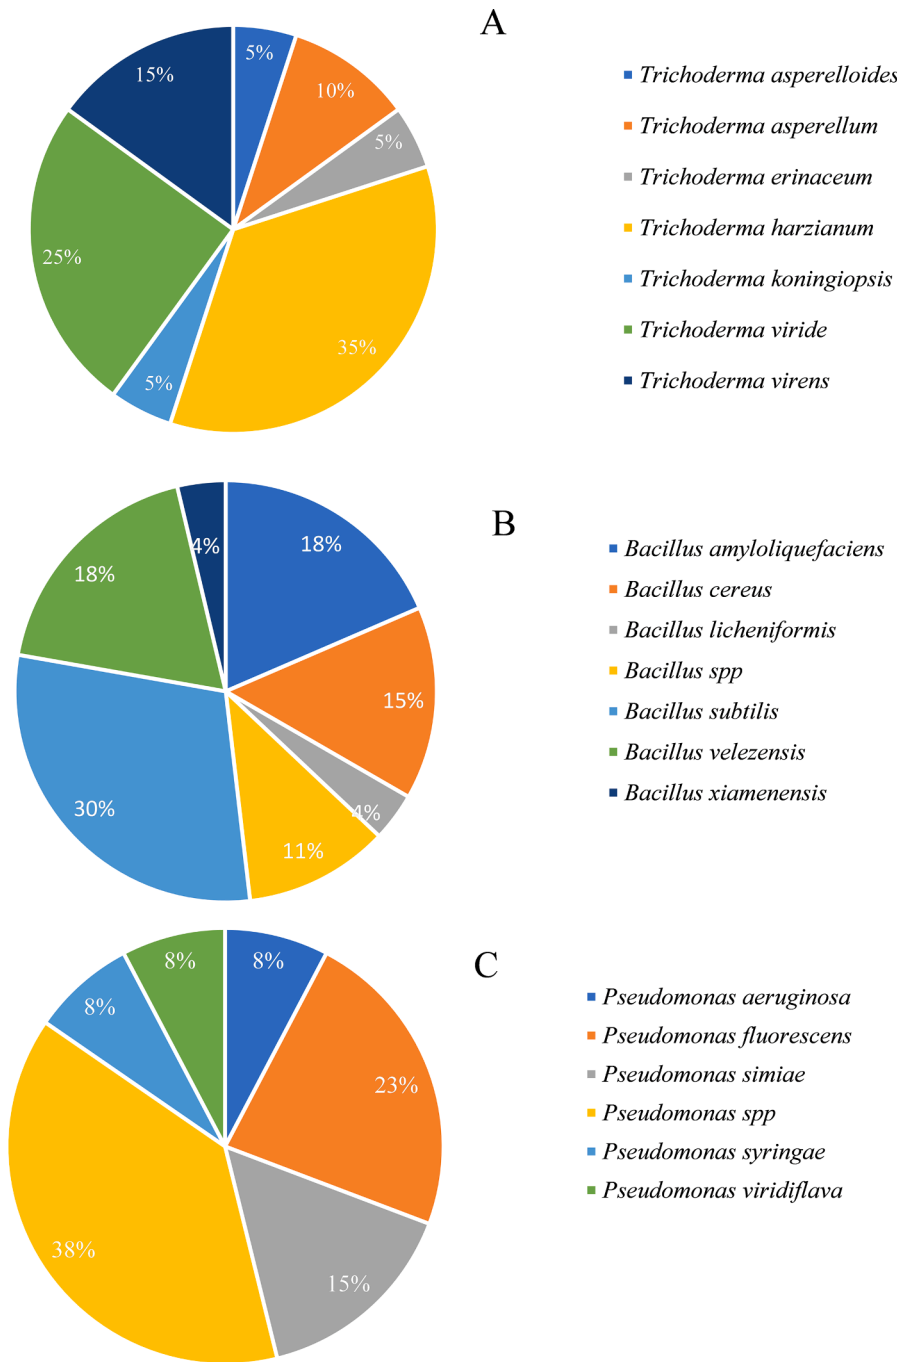 A
5%
10%
5%
35%
5%
25%
15%
Trichoderma asperelloides
Trichoderma asperellum
Trichoderma erinaceum
Trichoderma harzianum
Trichoderma koningiopsis
Trichoderma viride
Trichoderma virens
B
18%
15%
4%
11%
30%
18%
4%
Bacillus amyloliquefaciens
Bacillus cereus
Bacillus licheniformis
Bacillus spp
Bacillus subtilis
Bacillus velezensis
Bacillus xiamenensis
C
8%
23%
15%
38%
8%
8%
Pseudomonas aeruginosa
Pseudomonas fluorescens
Pseudomonas simiae
Pseudomonas spp
Pseudomonas syringae
Pseudomonas viridiflava